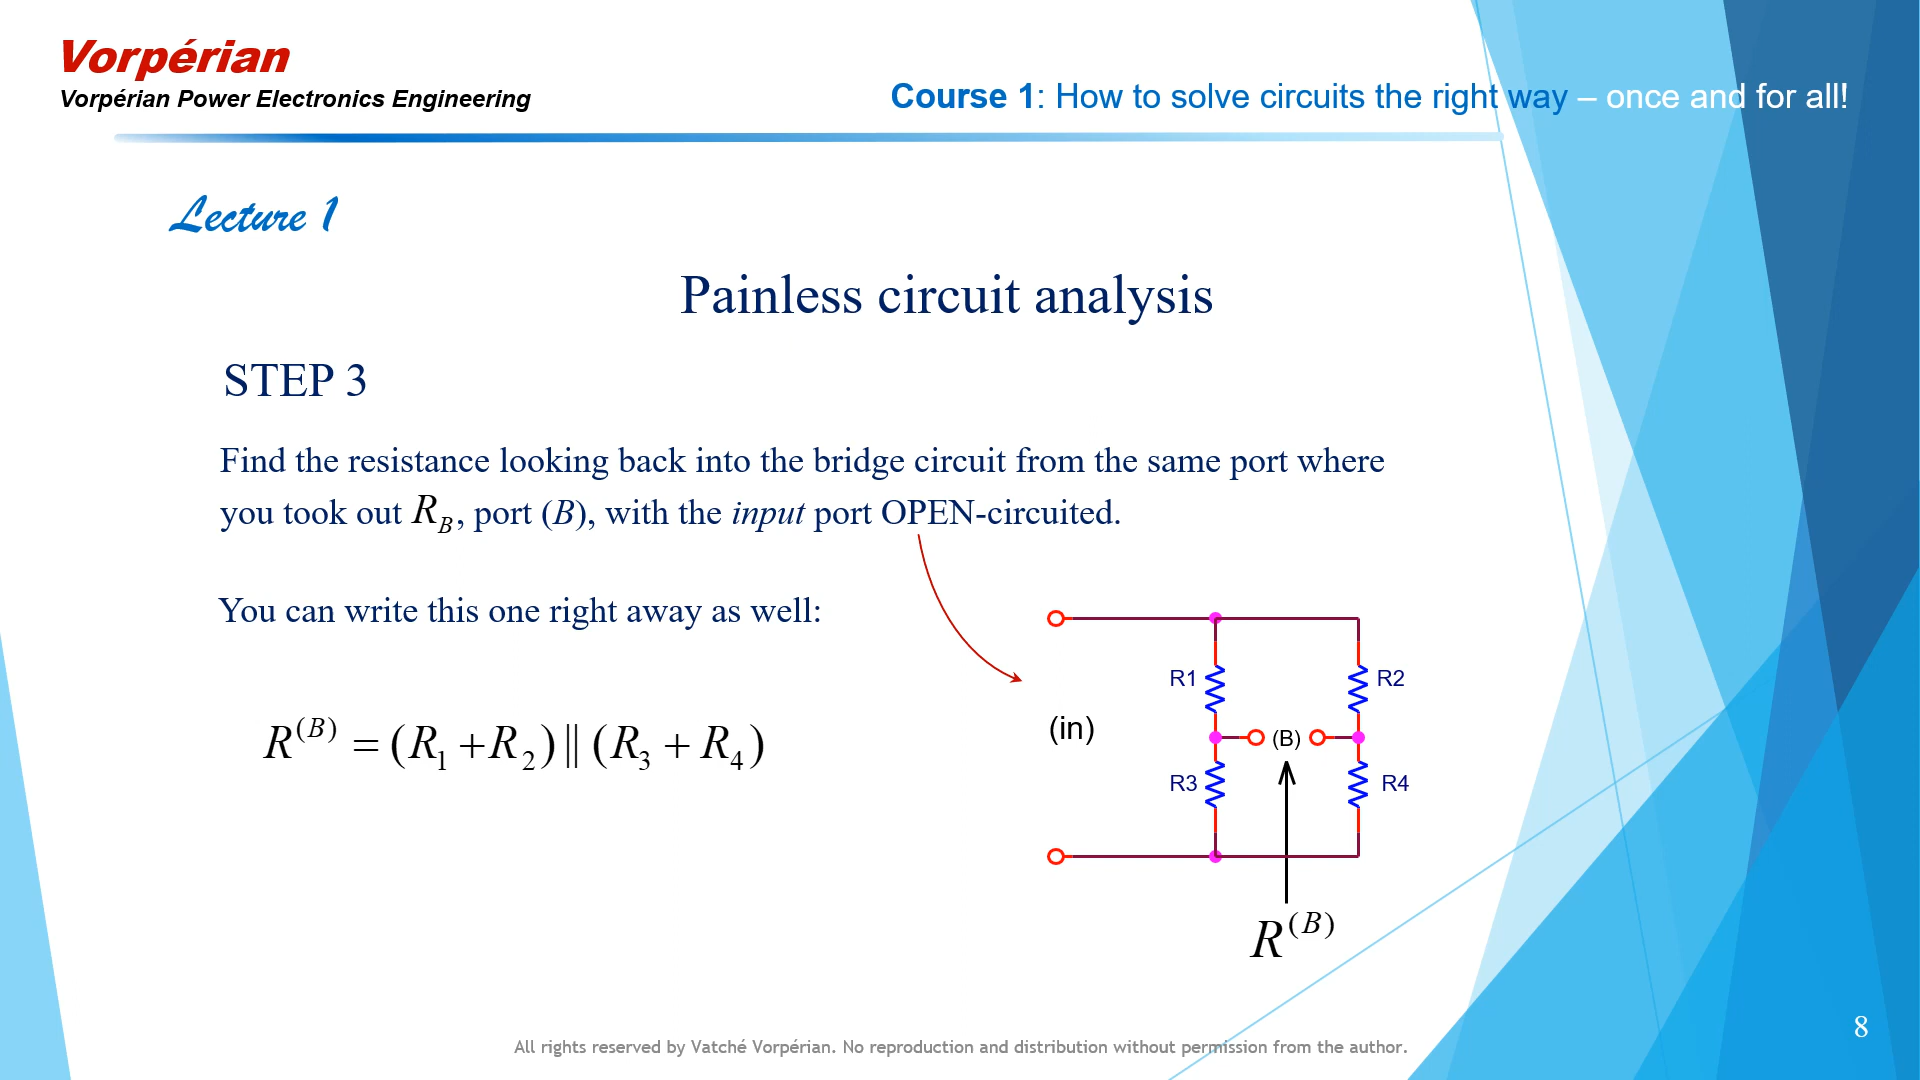 Vorpérian
Vorpérian Power Electronics Engineering
Course 1: How to solve circuits the right way – once and for all!
Lecture 1
Painless circuit analysis
STEP 3
Find the resistance looking back into the bridge circuit from the same port where
you took out R_B, port (B), with the input port OPEN-circuited.
You can write this one right away as well:
R^(B) = (R_1 + R_2) || (R_3 + R_4)
R1
R2
(in)
(B)
R3
R4
R^(B)
8
All rights reserved by Vatché Vorpérian. No reproduction and distribution without permission from the author.